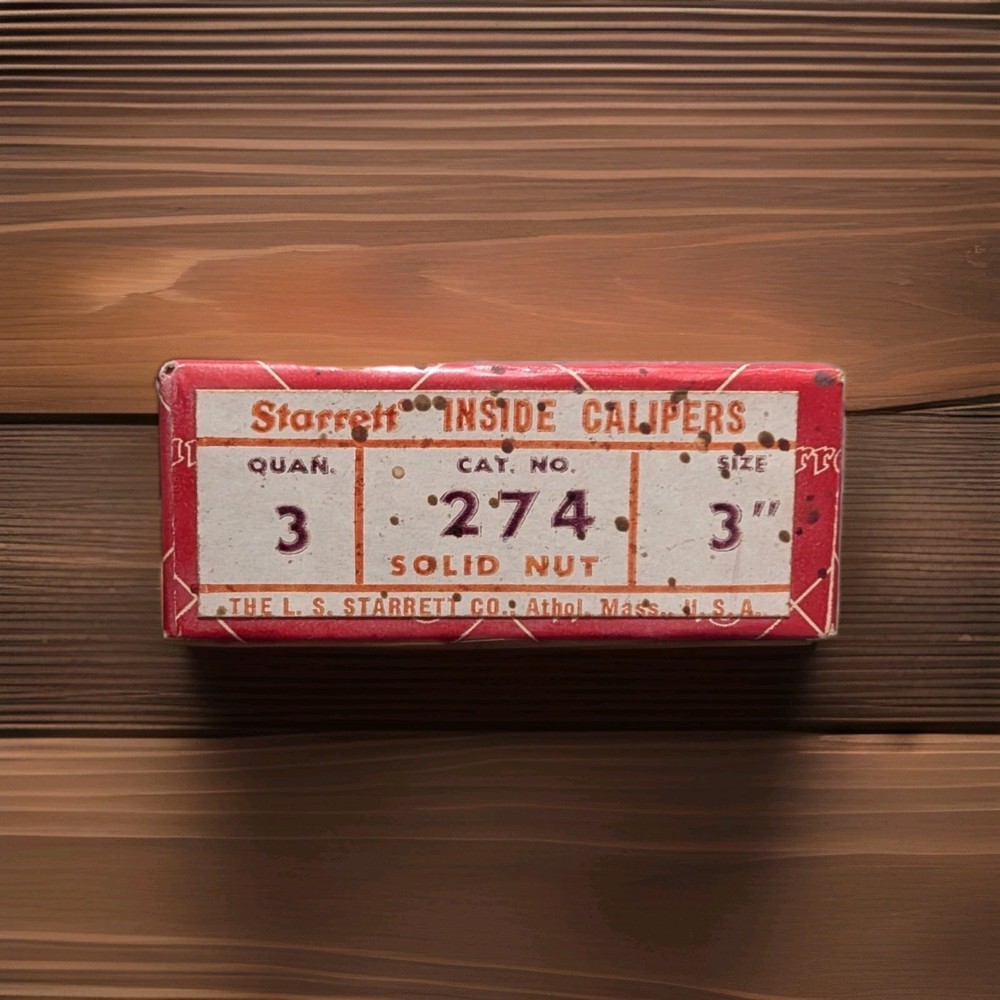 Starrett INSIDE CALIPERS
QUAN. CAT. NO. SIZE
3 274 3"
SOLID NUT
THE L. S. STARRETT CO., Athol, Mass., U. S. A.